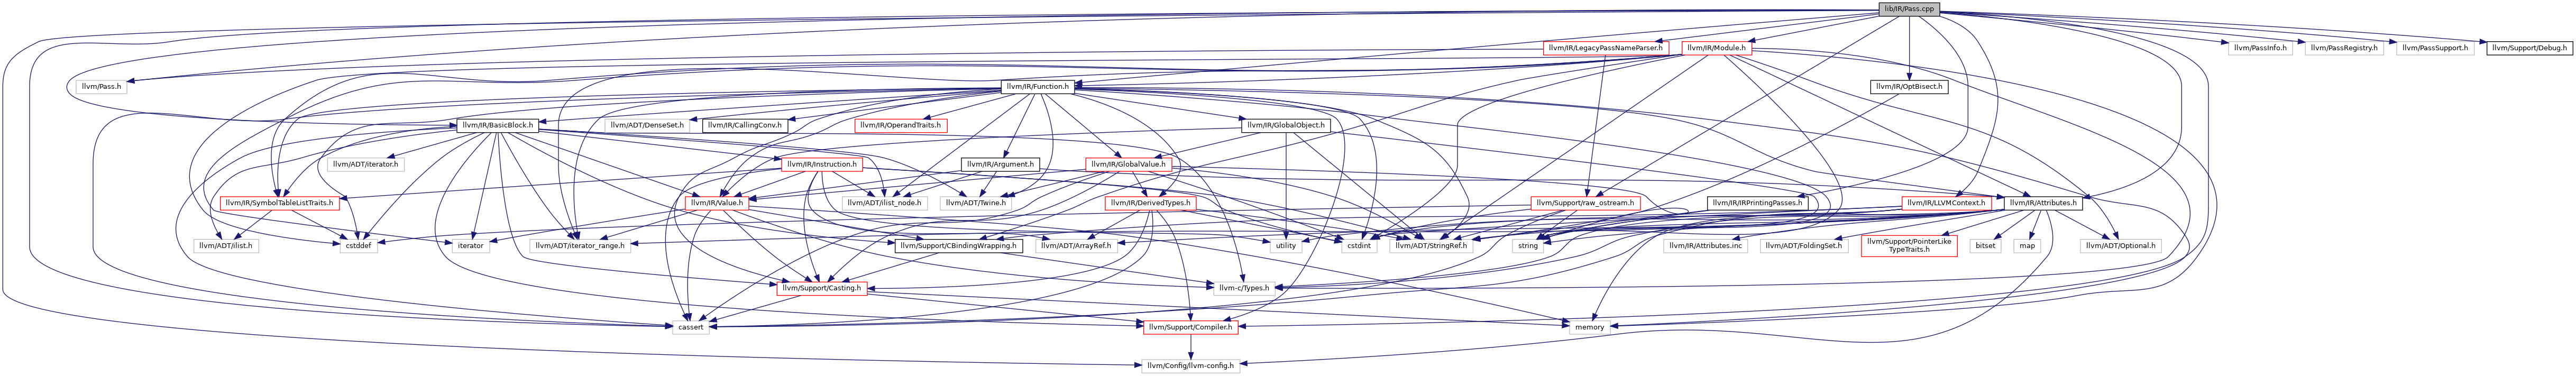 lib/IR/Pass.cpp
llvm/IR/LegacyPassNameParser.h
llvm/IR/Module.h
llvm/PassInfo.h
llvm/PassRegistry.h
llvm/PassSupport.h
llvm/Support/Debug.h
llvm/Pass.h
llvm/IR/Function.h
llvm/IR/OptBisect.h
llvm/IR/BasicBlock.h
llvm/ADT/DenseSet.h
llvm/IR/CallingConv.h
llvm/IR/OperandTraits.h
llvm/IR/GlobalObject.h
llvm/ADT/iterator.h
llvm/IR/Instruction.h
llvm/IR/Argument.h
llvm/IR/GlobalValue.h
llvm/IR/SymbolTableListTraits.h
llvm/IR/Value.h
llvm/ADT/ilist_node.h
llvm/ADT/Twine.h
llvm/IR/DerivedTypes.h
llvm/Support/raw_ostream.h
llvm/IR/IRPrintingPasses.h
llvm/IR/LLVMContext.h
llvm/IR/Attributes.h
llvm/ADT/ilist.h
cstddef
iterator
llvm/ADT/iterator_range.h
llvm/Support/CBindingWrapping.h
llvm/ADT/ArrayRef.h
utility
cstdint
llvm/ADT/StringRef.h
string
llvm/IR/Attributes.inc
llvm/ADT/FoldingSet.h
llvm/Support/PointerLike
TypeTraits.h
bitset
map
llvm/ADT/Optional.h
llvm/Support/Casting.h
llvm-c/Types.h
cassert
llvm/Support/Compiler.h
memory
llvm/Config/llvm-config.h